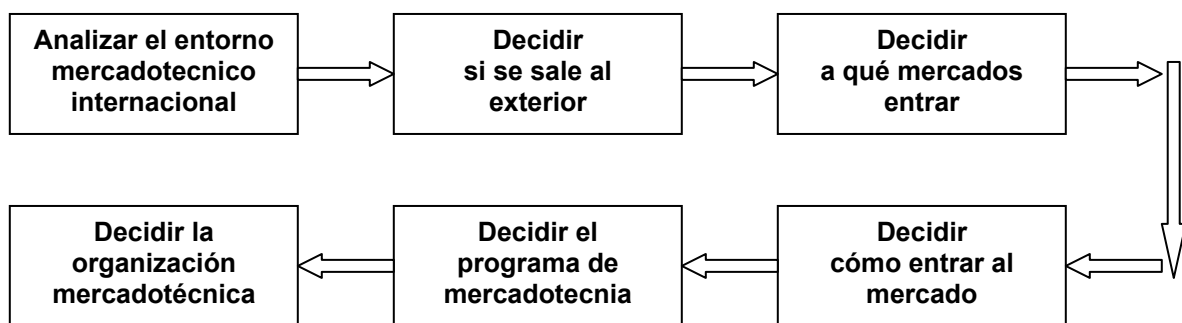 Analizar el entorno
mercadotecnico
internacional
Decidir
si se sale al
exterior
Decidir
a qué mercados
entrar
Decidir la
organización
mercadotécnica
Decidir el
programa de
mercadotecnia
Decidir
cómo entrar al
mercado